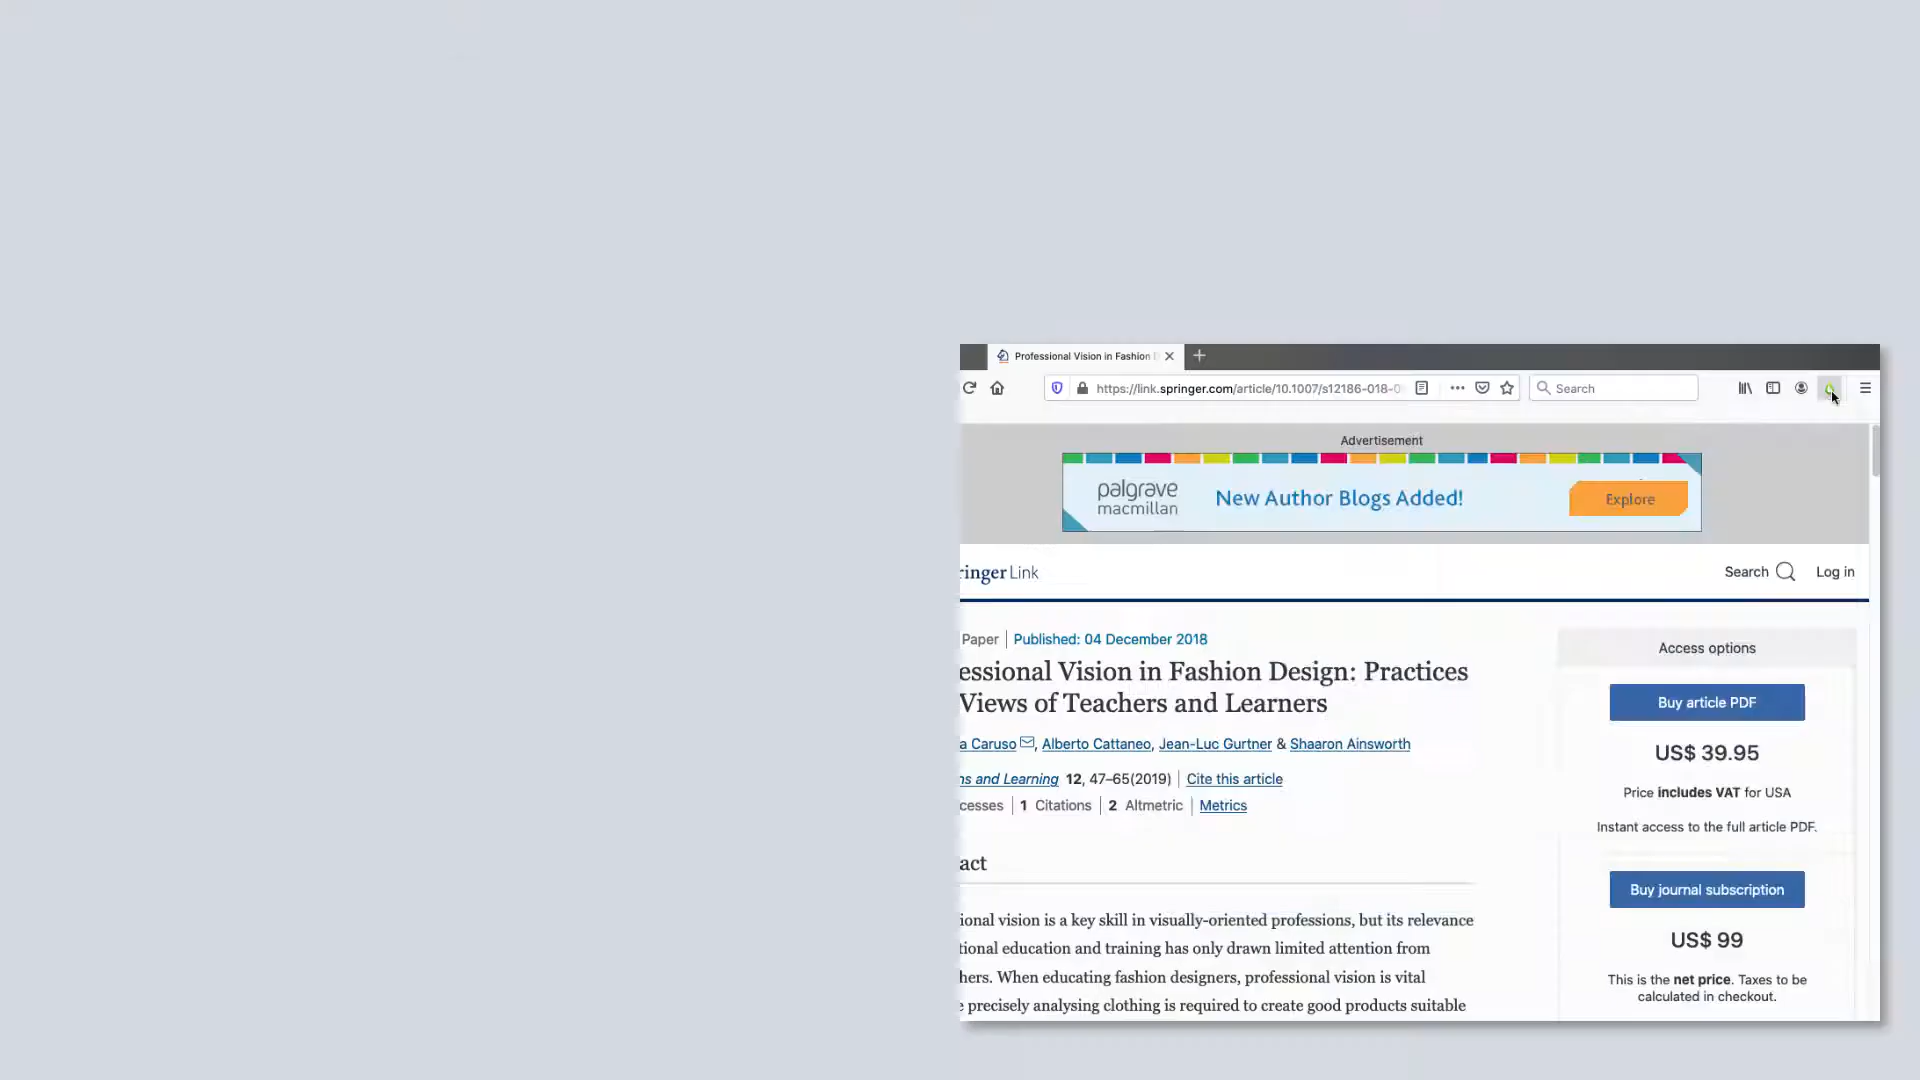 Professional Vision in Fashion
https://link.springer.com/article/10.1007/s12186-018-0
Search
Advertisement
palgrave
macmillan
New Author Blogs Added!
Explore
ringer Link
Search
Log in
Paper | Published: 04 December 2018
essional Vision in Fashion Design: Practices
Views of Teachers and Learners
a Caruso, Alberto Cattaneo, Jean-Luc Gurtner & Shaaron Ainsworth
ns and Learning 12, 47–65(2019) | Cite this article
cesses | 1 Citations | 2 Altmetric | Metrics
act
ional vision is a key skill in visually-oriented professions, but its relevance
tional education and training has only drawn limited attention from
hers. When educating fashion designers, professional vision is vital
e precisely analysing clothing is required to create good products suitable
Access options
Buy article PDF
US$ 39.95
Price includes VAT for USA
Instant access to the full article PDF.
Buy journal subscription
US$ 99
This is the net price. Taxes to be
calculated in checkout.